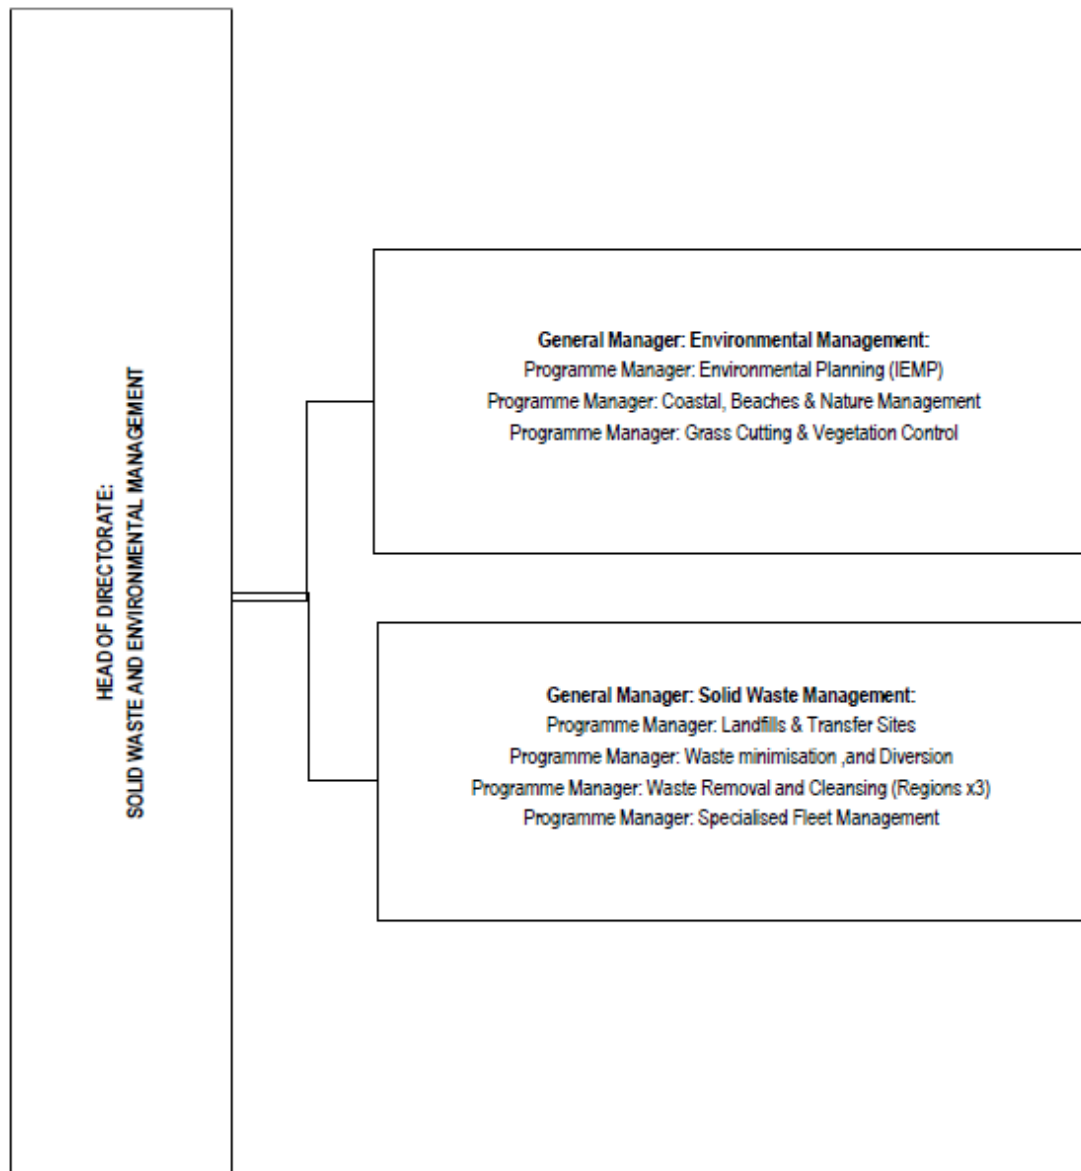 HEAD OF DIRECTORATE:
SOLID WASTE AND ENVIRONMENTAL MANAGEMENT
General Manager: Environmental Management:
Programme Manager: Environmental Planning (IEMP)
Programme Manager: Coastal, Beaches & Nature Management
Programme Manager: Grass Cutting & Vegetation Control
General Manager: Solid Waste Management:
Programme Manager: Landfills & Transfer Sites
Programme Manager: Waste minimisation ,and Diversion
Programme Manager: Waste Removal and Cleansing (Regions x3)
Programme Manager: Specialised Fleet Management